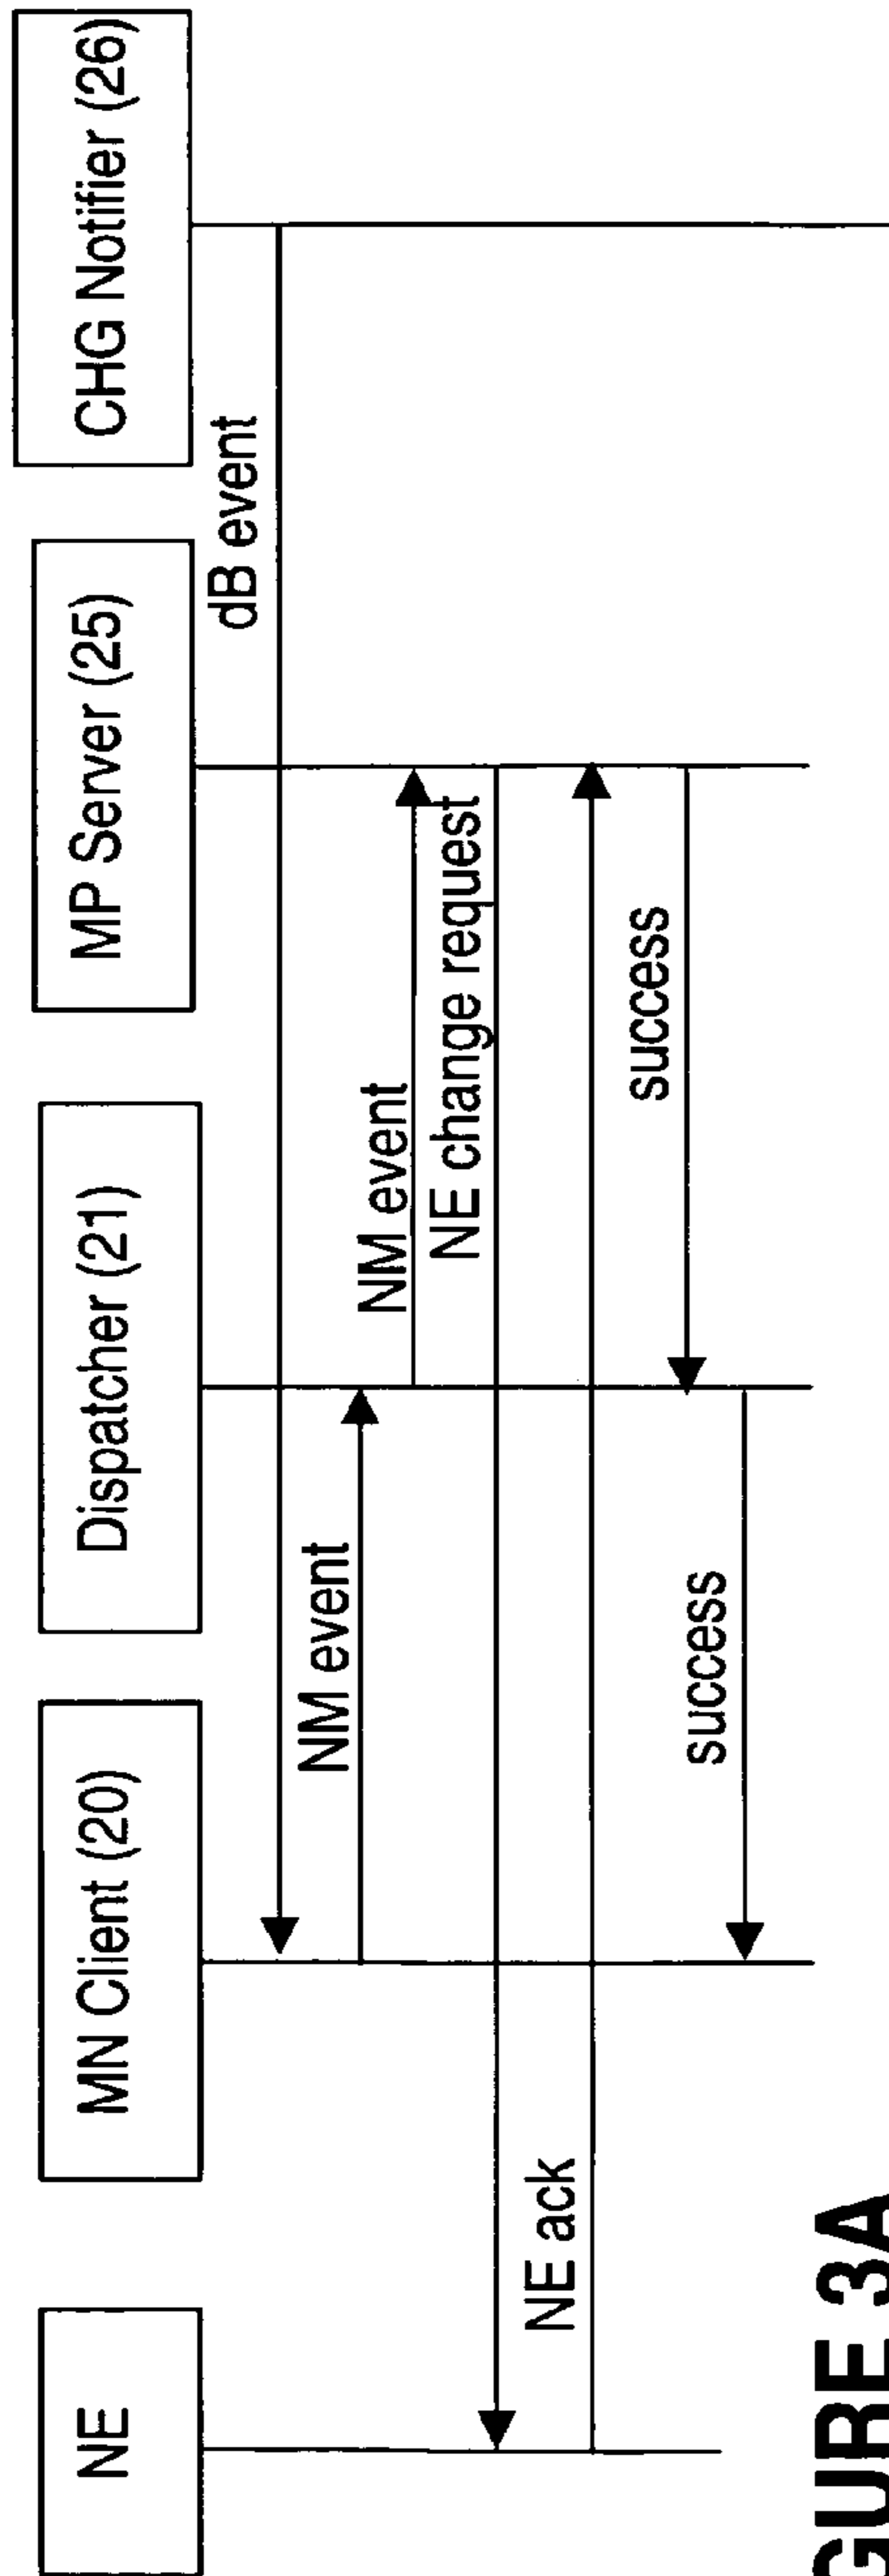 NE
MN Client (20)
Dispatcher (21)
MP Server (25)
CHG Notifier (26)
dB event
NM event
NM event
NE change request
NE ack
success
success
GURE 3A